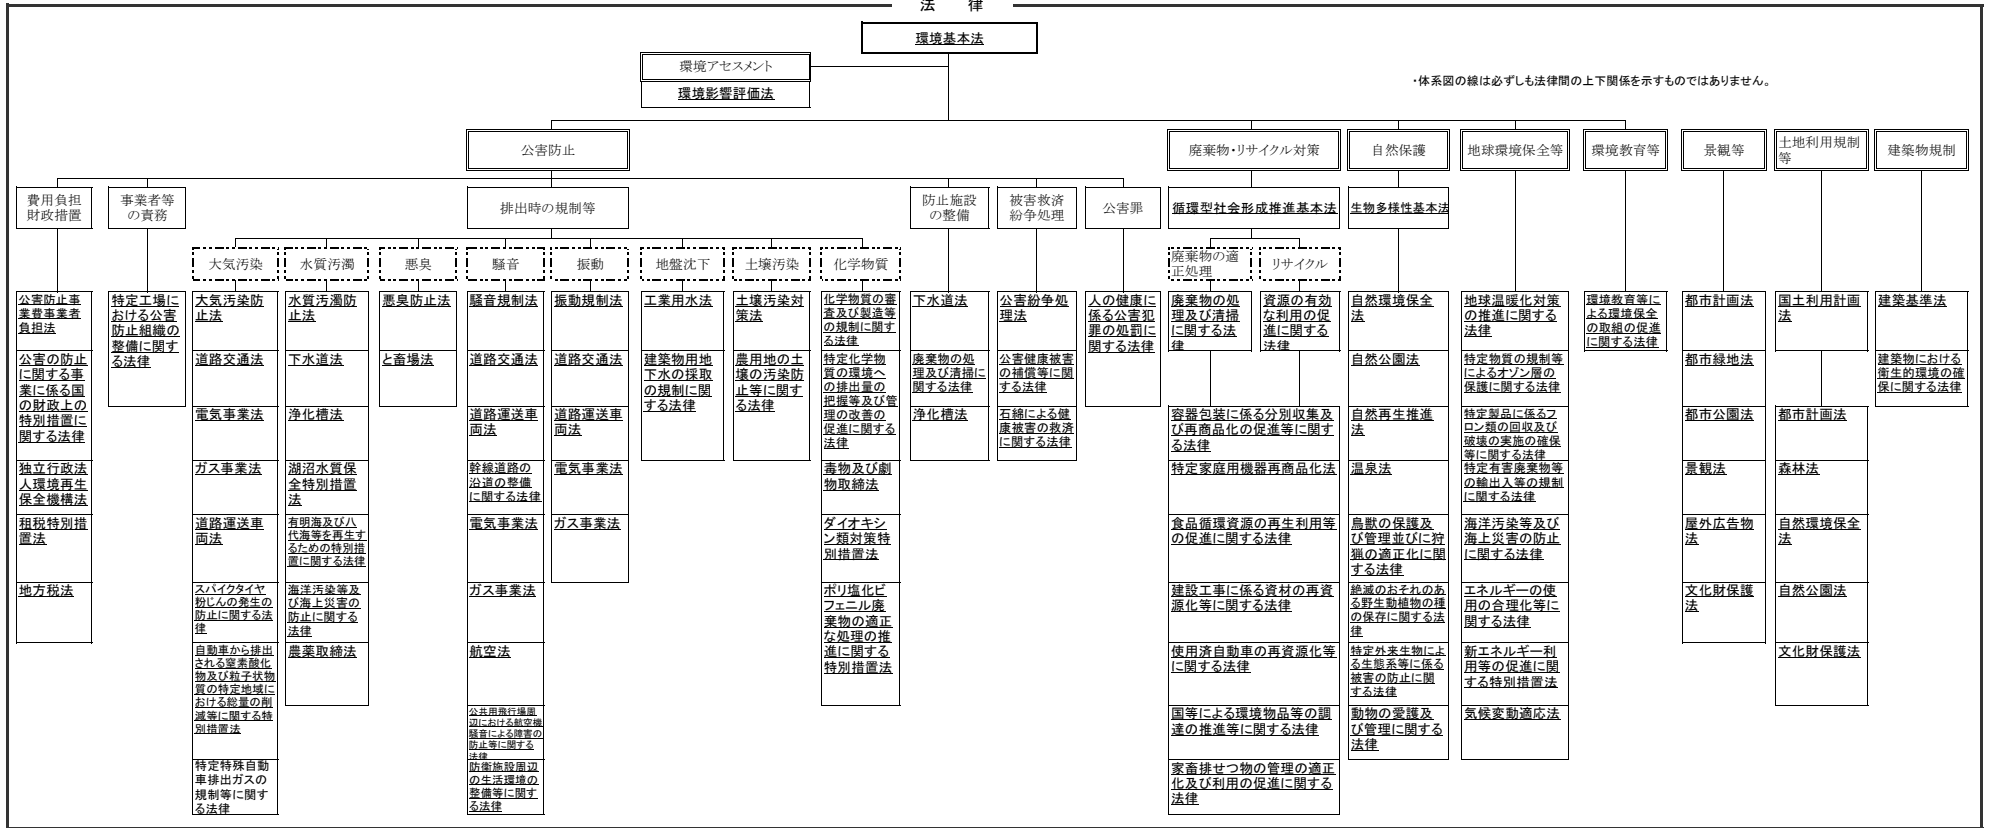 法　律
環境基本法
環境アセスメント
環境影響評価法
・体系図の線は必ずしも法律間の上下関係を示すものではありません。
公害防止
廃棄物・リサイクル対策
自然保護
地球環境保全等
環境教育等
景観等
土地利用規制
等
建築物規制
費用負担
財政措置
事業者等
の責務
排出時の規制等
防止施設
の整備
被害救済
紛争処理
公害罪
循環型社会形成推進基本法
生物多様性基本法
大気汚染
水質汚濁
悪臭
騒音
振動
地盤沈下
土壌汚染
化学物質
廃棄物の適
正処理
リサイクル
公害防止事
業費事業者
負担法
公害の防止
に関する事
業に係る国
の財政上の
特別措置に
関する法律
独立行政法
人環境再生
保全機構法
租税特別措
置法
地方税法
特定工場に
おける公害
防止組織の
整備に関す
る法律
大気汚染防
止法
道路交通法
電気事業法
ガス事業法
道路運送車
両法
スパイクタイヤ
粉じんの発生の
防止に関する法
律
自動車から排出
される窒素酸化
物及び粒子状物
質の特定地域に
おける総量の削
減等に関する特
別措置法
特定特殊自動
車排出ガスの
規制等に関す
る法律
水質汚濁防
止法
下水道法
浄化槽法
湖沼水質保
全特別措置
法
有明海及び八
代海等を再生す
るための特別措
置に関する法律
海洋汚染等及
び海上災害の
防止に関する
法律
農薬取締法
悪臭防止法
と畜場法
騒音規制法
道路交通法
道路運送車
両法
幹線道路の
沿道の整備
に関する法律
電気事業法
ガス事業法
航空法
公共用飛行場周
辺における航空機
騒音による障害の
防止等に関する
法律
防衛施設周辺
の生活環境の
整備等に関す
る法律
振動規制法
道路交通法
道路運送車
両法
電気事業法
ガス事業法
工業用水法
建築物用地
下水の採取
の規制に関
する法律
土壌汚染対
策法
農用地の土
壌の汚染防
止等に関す
る法律
化学物質の審
査及び製造等
の規制に関す
る法律
特定化学物
質の環境へ
の排出量の
把握等及び管
理の改善の
促進に関する
法律
毒物及び劇
物取締法
ダイオキシ
ン類対策特
別措置法
ポリ塩化ビ
フェニル廃
棄物の適正
な処理の推
進に関する
特別措置法
下水道法
廃棄物の処
理及び清掃に
関する法律
浄化槽法
公害紛争処
理法
公害健康被害
の補償等に関
する法律
石綿による健
康被害の救済
に関する法律
人の健康に
係る公害犯
罪の処罰に
関する法律
廃棄物の処
理及び清掃
に関する法
律
資源の有効
な利用の促
進に関する
法律
容器包装に係る分別収集及
び再商品化の促進等に関す
る法律
特定家庭用機器再商品化法
食品循環資源の再生利用等
の促進に関する法律
建設工事に係る資材の再資
源化等に関する法律
使用済自動車の再資源化等
に関する法律
国等による環境物品等の調
達の推進等に関する法律
家畜排せつ物の管理の適正
化及び利用の促進に関する
法律
自然環境保全
法
自然公園法
自然再生推進
法
温泉法
鳥獣の保護及
び管理並びに狩
猟の適正化に関
する法律
絶滅のおそれのあ
る野生動植物の種
の保存に関する法
律
特定外来生物によ
る生態系等に係る
被害の防止に関
する法律
動物の愛護及
び管理に関する
法律
地球温暖化対策
の推進に関する
法律
特定物質の規制等
によるオゾン層の
保護に関する法律
特定製品に係るフ
ロン類の回収及び
破壊の実施の確保
等に関する法律
特定有害廃棄物等
の輸出入等の規制
に関する法律
海洋汚染等及び
海上災害の防止
に関する法律
エネルギーの使
用の合理化等に
関する法律
新エネルギー利
用等の促進に関
する特別措置法
気候変動適応法
環境教育等に
よる環境保全
の取組の促進
に関する法律
都市計画法
都市緑地法
都市公園法
景観法
屋外広告物
法
文化財保護
法
国土利用計画
法
都市計画法
森林法
自然環境保全
法
自然公園法
文化財保護法
建築基準法
建築物における
衛生的環境の確
保に関する法律